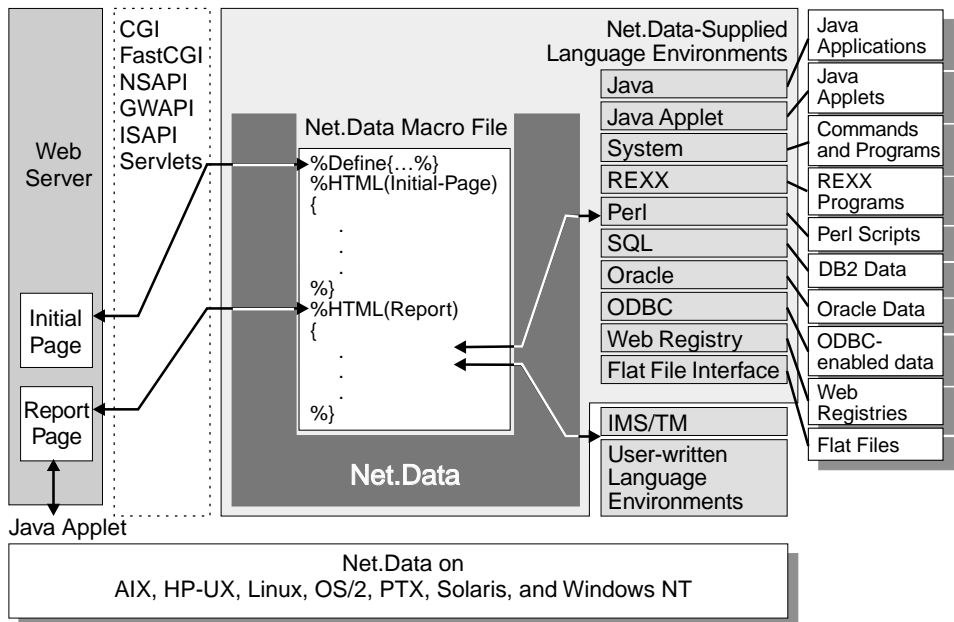 CGI
FastCGI
NSAPI
GWAPI
ISAPI
Servlets
Web
Server
Initial
Page
Report
Page
Java Applet
Net.Data Macro File
%Define{...%}
%HTML(Initial-Page)
{
.
.
.
%}
%HTML(Report)
{
.
.
.
%}
Net.Data
Net.Data-Supplied
Language Environments
Java
Java Applet
System
REXX
Perl
SQL
Oracle
ODBC
Web Registry
Flat File Interface
IMS/TM
User-written
Language
Environments
Java
Applications
Java
Applets
Commands
and Programs
REXX
Programs
Perl Scripts
DB2 Data
Oracle Data
ODBC-
enabled data
Web
Registries
Flat Files
Net.Data on
AIX, HP-UX, Linux, OS/2, PTX, Solaris, and Windows NT